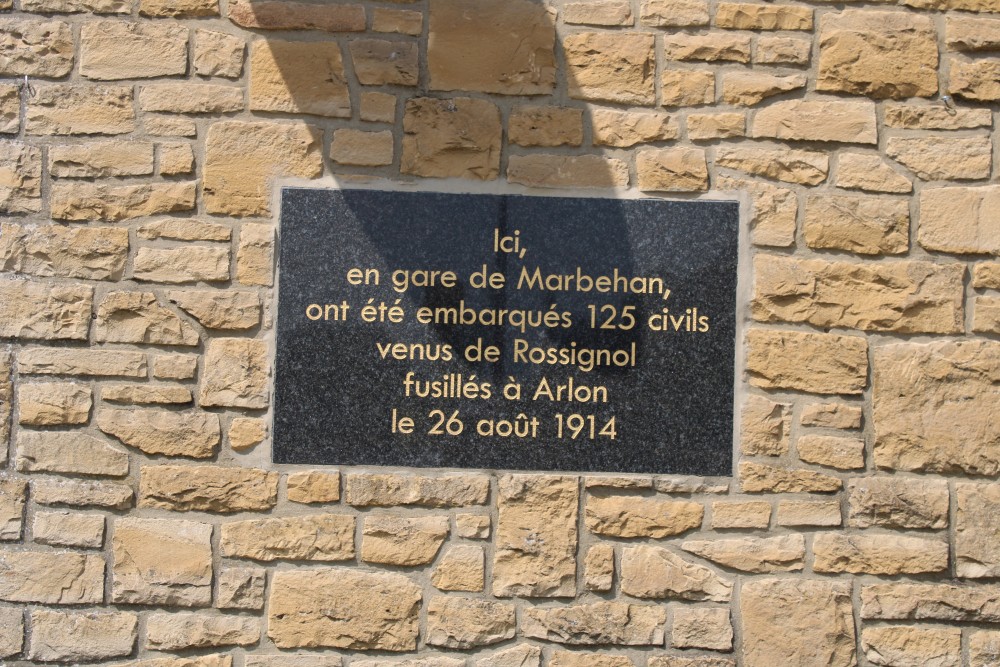 Ici,
en gare de Marbehan,
ont été embarqués 125 civils
venus de Rossignol
fusillés à Arlon
le 26 août 1914